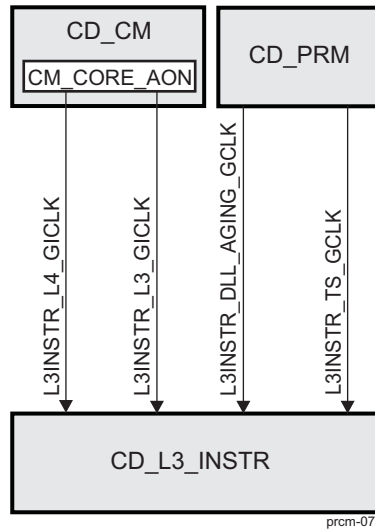 CD_CM
CM_CORE_AON
CD_PRM
L3INSTR_L4_GICLK
L3INSTR_L3_GICLK
L3INSTR_DLL_AGING_GCLK
L3INSTR_TS_GCLK
CD_L3_INSTR
prcm-07